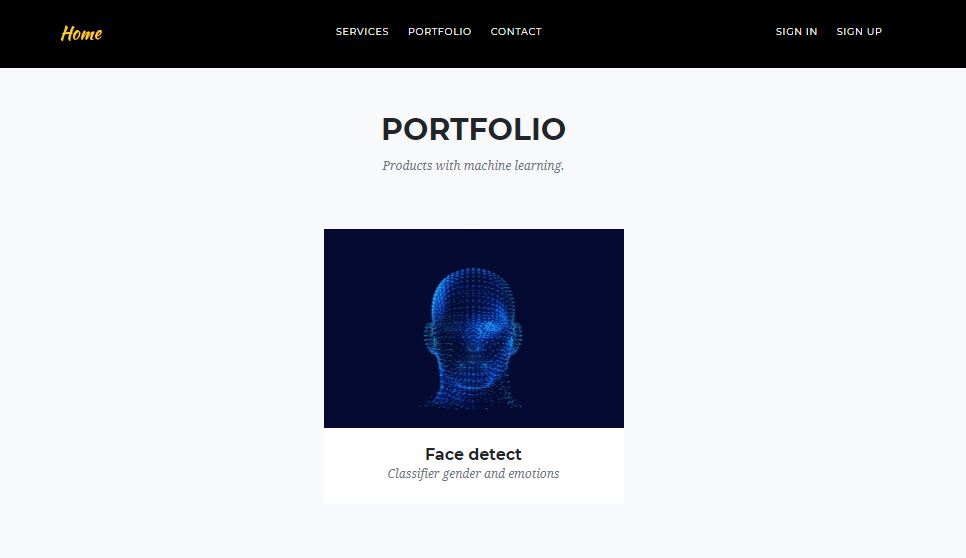 Home
SERVICES PORTFOLIO CONTACT
SIGN IN SIGN UP
PORTFOLIO
Products with machine learning.
Face detect
Classifier gender and emotions